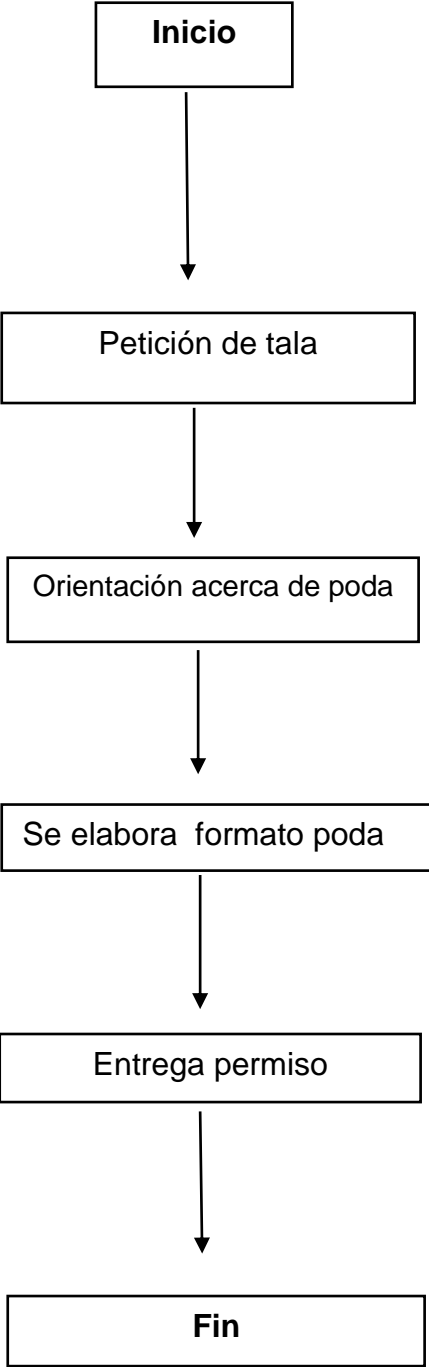 Inicio
Petición de tala
Orientación acerca de poda
Se elabora  formato poda
Entrega permiso
Fin